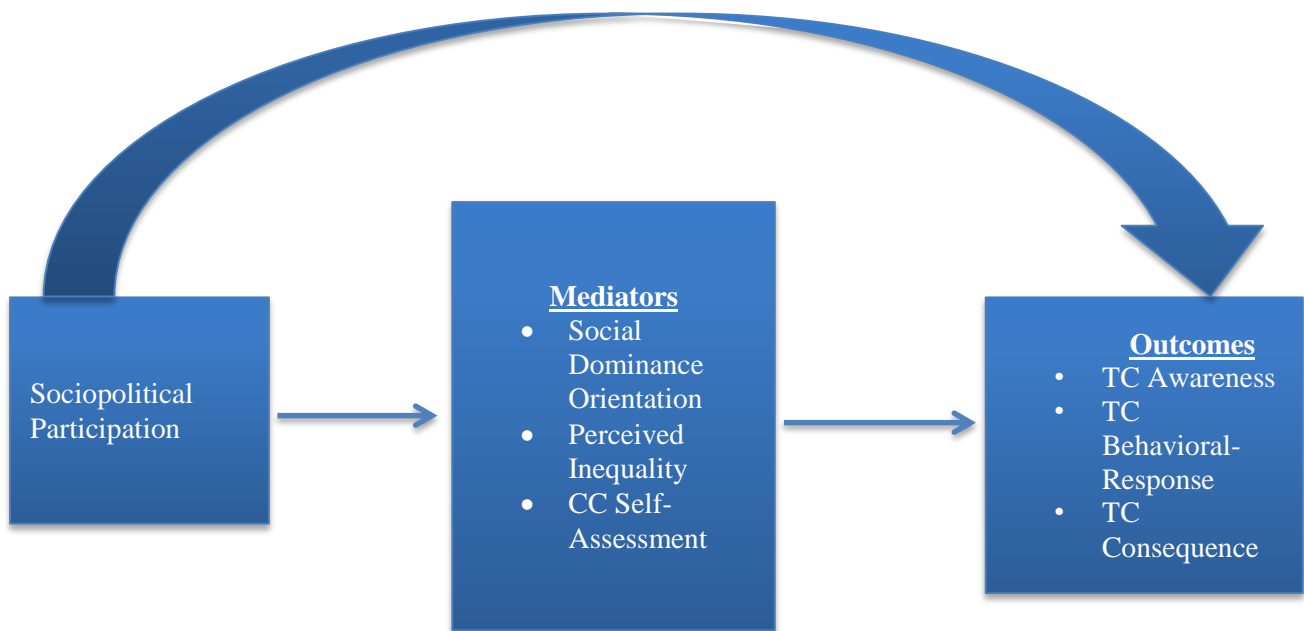 Sociopolitical
Participation
Mediators
• Social
Dominance
Orientation
• Perceived
Inequality
• CC Self-
Assessment
Outcomes
• TC Awareness
• TC
Behavioral-
Response
• TC
Consequence